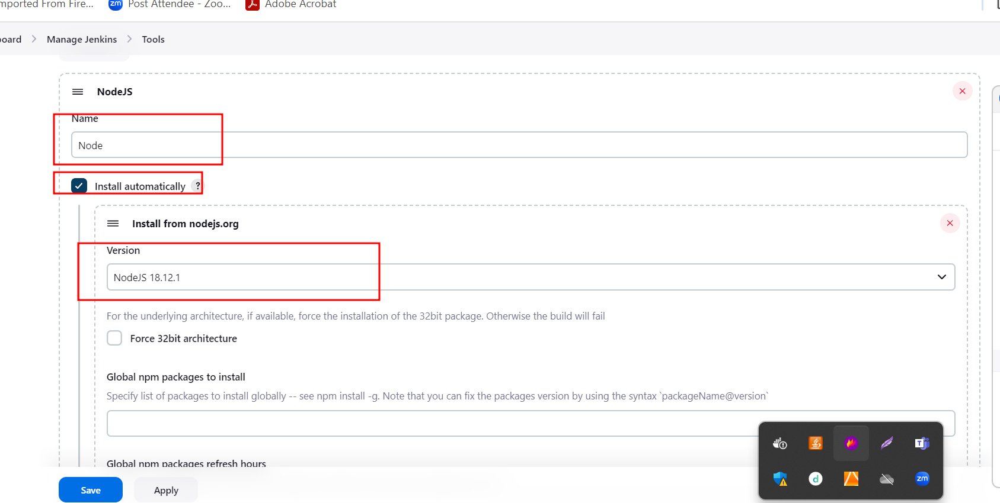 mported From Fire...
zm
Post Attendee - Zoo...
Adobe Acrobat
oard > Manage Jenkins > Tools
NodeJS
Name
Node
Install automatically ?
Install from nodejs.org
Version
NodeJS 18.12.1
For the underlying architecture, if available, force the installation of the 32bit package. Otherwise the build will fail
Force 32bit architecture
Global npm packages to install
Specify list of packages to install globally -- see npm install -g. Note that you can fix the packages version by using the syntax `packageName@version`
Global npm packages refresh hours
Save
Apply
T
d
zm